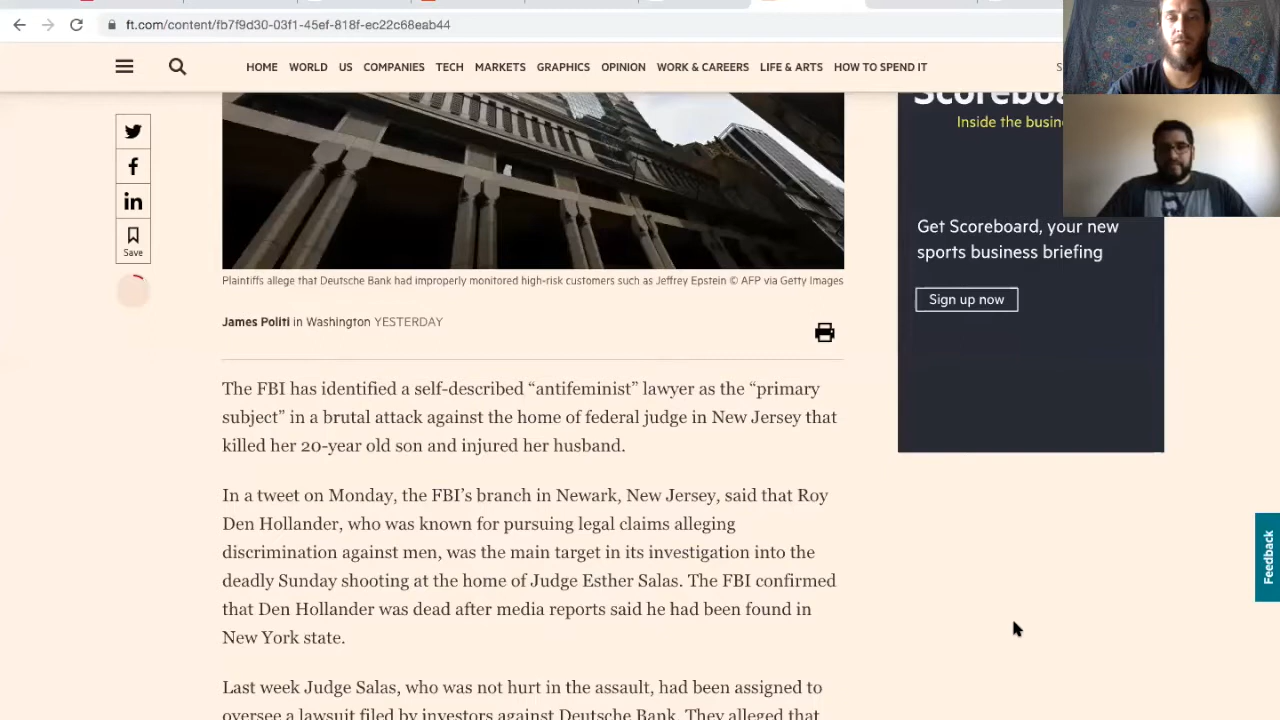 ft.com/content/fb7f9d30-03f1-45ef-818f-ec22c68eab44
HOME WORLD US COMPANIES TECH MARKETS GRAPHICS OPINION WORK & CAREERS LIFE & ARTS HOW TO SPEND IT
Inside the
Save
Get Scoreboard, your new
sports business briefing
Sign up now
Plaintiffs allege that Deutsche Bank had improperly monitored high-risk customers such as Jeffrey Epstein © AFP via Getty Images
James Politi in Washington YESTERDAY
The FBI has identified a self-described “antifeminist” lawyer as the “primary
subject” in a brutal attack against the home of federal judge in New Jersey that
killed her 20-year old son and injured her husband.
In a tweet on Monday, the FBI’s branch in Newark, New Jersey, said that Roy
Den Hollander, who was known for pursuing legal claims alleging
discrimination against men, was the main target in its investigation into the
deadly Sunday shooting at the home of Judge Esther Salas. The FBI confirmed
that Den Hollander was dead after media reports said he had been found in
New York state.
Feedback
Last week Judge Salas, who was not hurt in the assault, had been assigned to
oversee a lawsuit filed by investors against Deutsche Bank. They alleged that